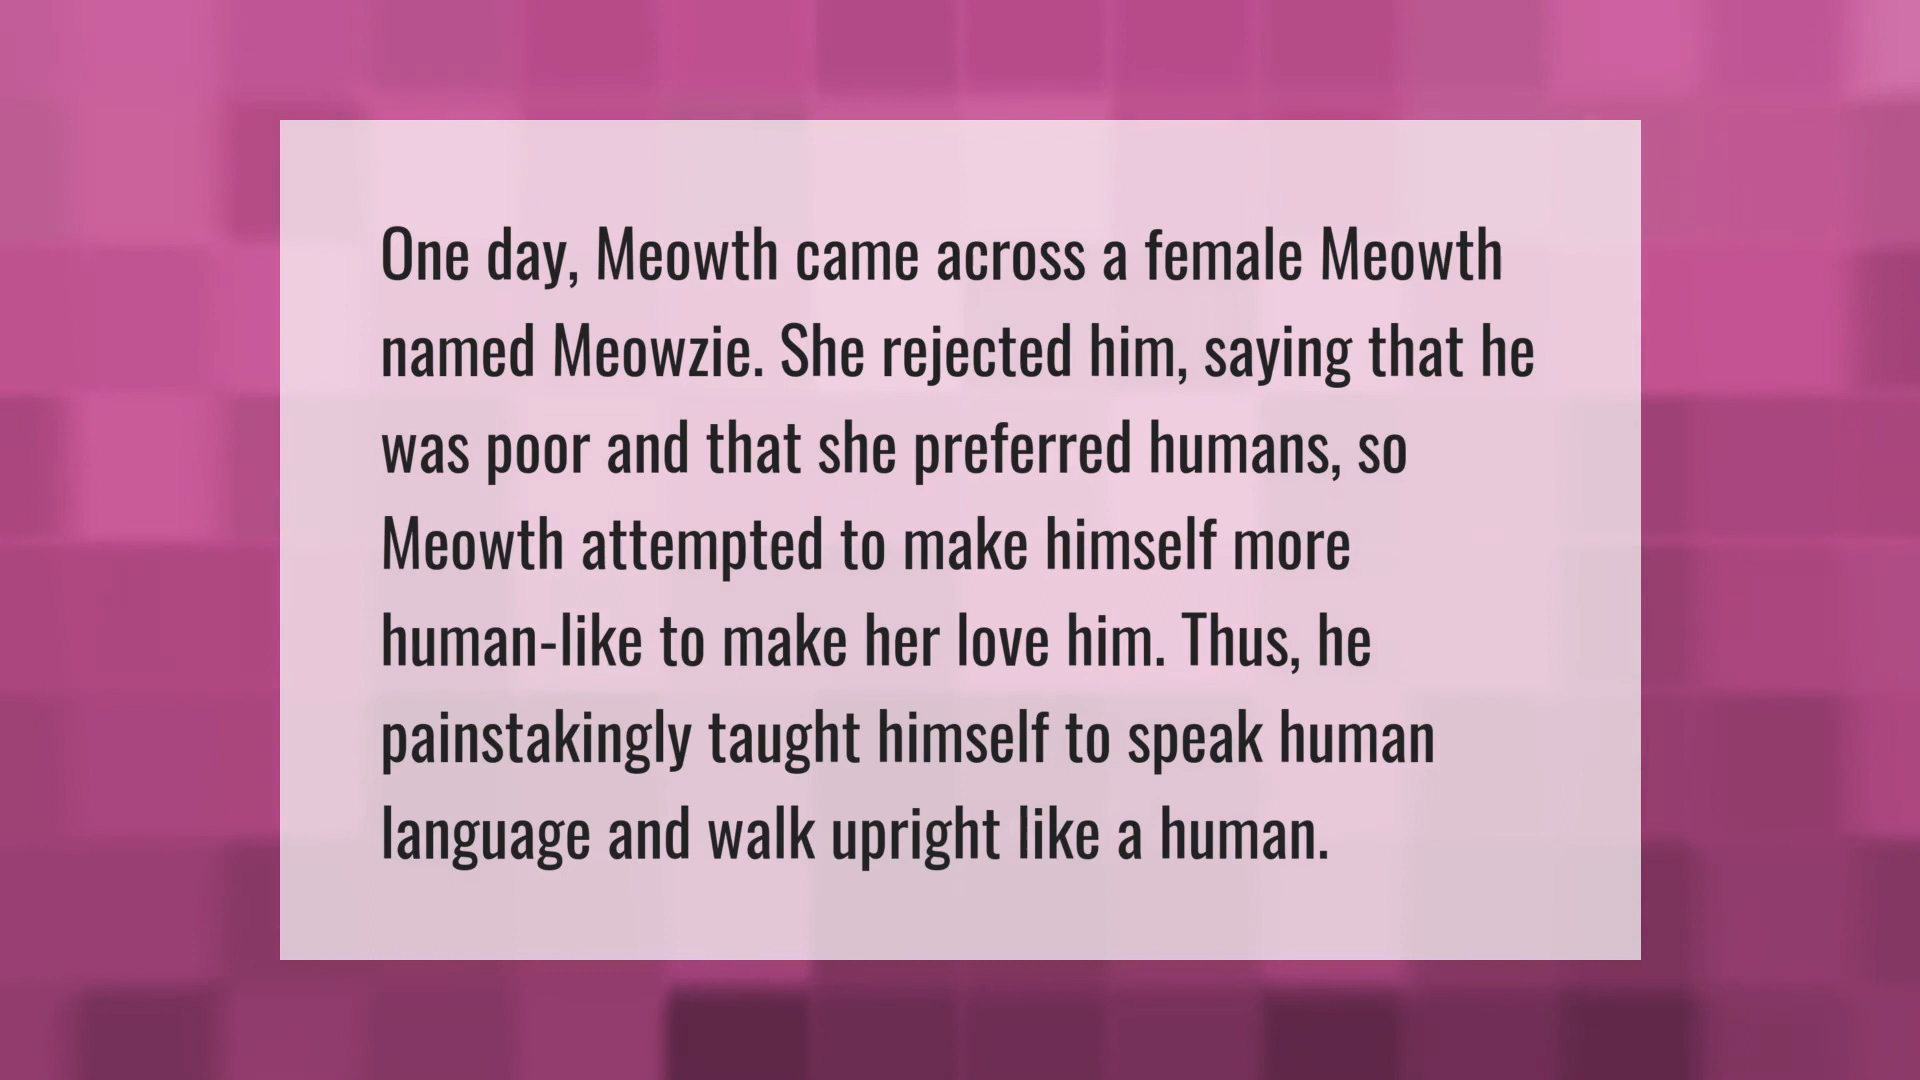 One day, Meowth came across a female Meowth
named Meowzie. She rejected him, saying that he
was poor and that she preferred humans, so
Meowth attempted to make himself more
human-like to make her love him. Thus, he
painstakingly taught himself to speak human
language and walk upright like a human.